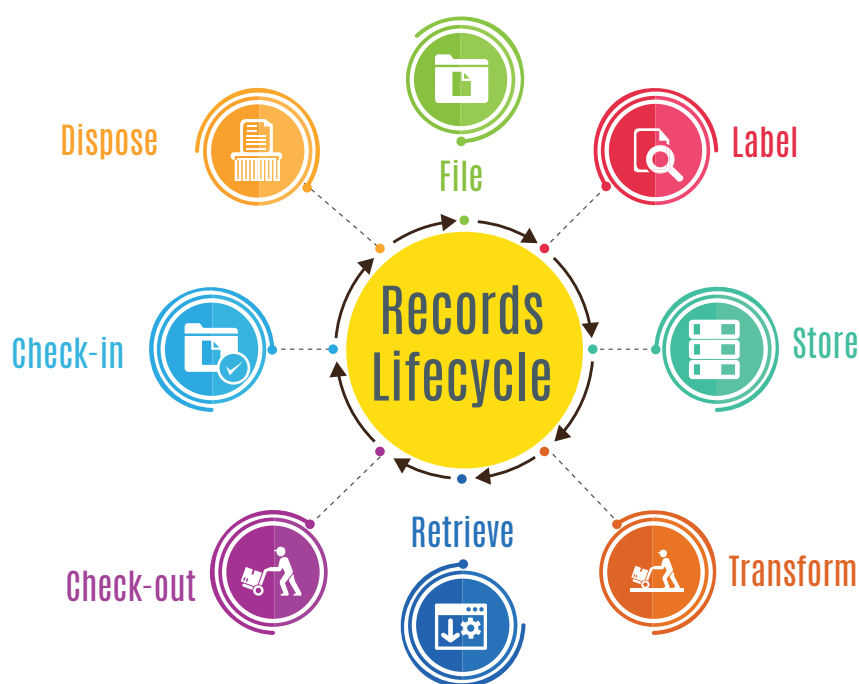 Dispose
File
Label
Records
Lifecycle
Check-in
Store
Retrieve
Check-out
Transform